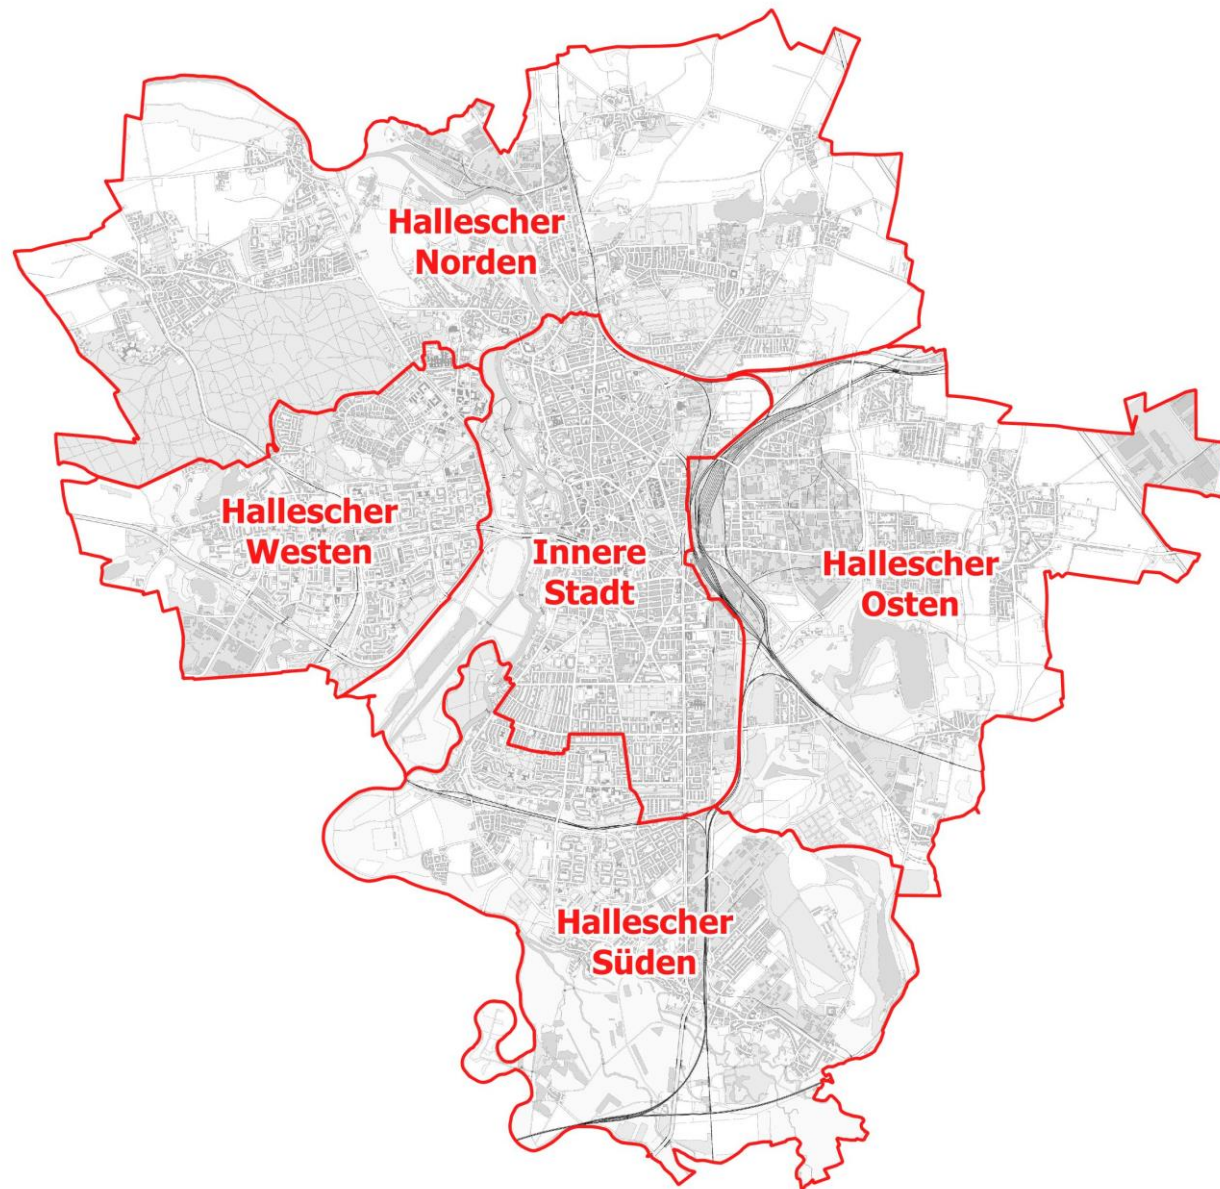 Hallescher
Norden
Hallescher
Westen
Innere
Stadt
Hallescher
Osten
Hallescher
Süden